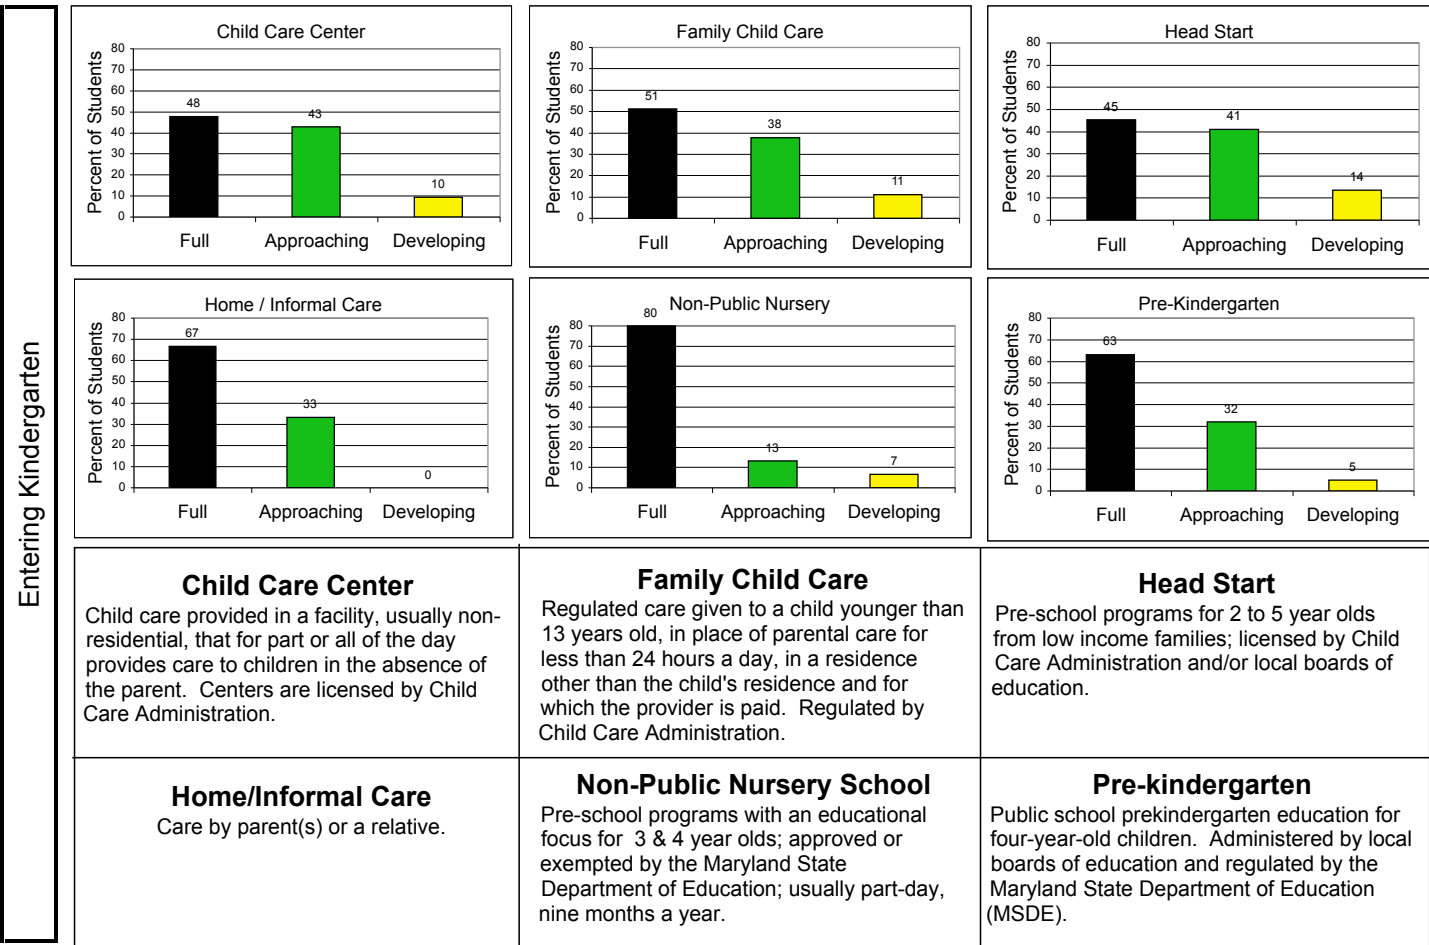 Entering Kindergarten
Child Care Center
Percent of Students
80
70
60
50
40
30
20
10
0
48
43
10
Full Approaching Developing
Family Child Care
Percent of Students
80
70
60
50
40
30
20
10
0
51
38
11
Full Approaching Developing
Head Start
Percent of Students
80
70
60
50
40
30
20
10
0
45
41
14
Full Approaching Developing
Home / Informal Care
Percent of Students
80
70
60
50
40
30
20
10
0
67
33
0
Full Approaching Developing
Non-Public Nursery
Percent of Students
80
70
60
50
40
30
20
10
0
80
13
7
Full Approaching Developing
Pre-Kindergarten
Percent of Students
80
70
60
50
40
30
20
10
0
63
32
5
Full Approaching Developing
Child Care Center
Child care provided in a facility, usually non-
residential, that for part or all of the day
provides care to children in the absence of
the parent. Centers are licensed by Child
Care Administration.
Family Child Care
Regulated care given to a child younger than
13 years old, in place of parental care for
less than 24 hours a day, in a residence
other than the child's residence and for
which the provider is paid. Regulated by
Child Care Administration.
Head Start
Pre-school programs for 2 to 5 year olds
from low income families; licensed by Child
Care Administration and/or local boards of
education.
Home/Informal Care
Care by parent(s) or a relative.
Non-Public Nursery School
Pre-school programs with an educational
focus for 3 & 4 year olds; approved or
exempted by the Maryland State
Department of Education; usually part-day,
nine months a year.
Pre-kindergarten
Public school prekindergarten education for
four-year-old children. Administered by local
boards of education and regulated by the
Maryland State Department of Education
(MSDE).